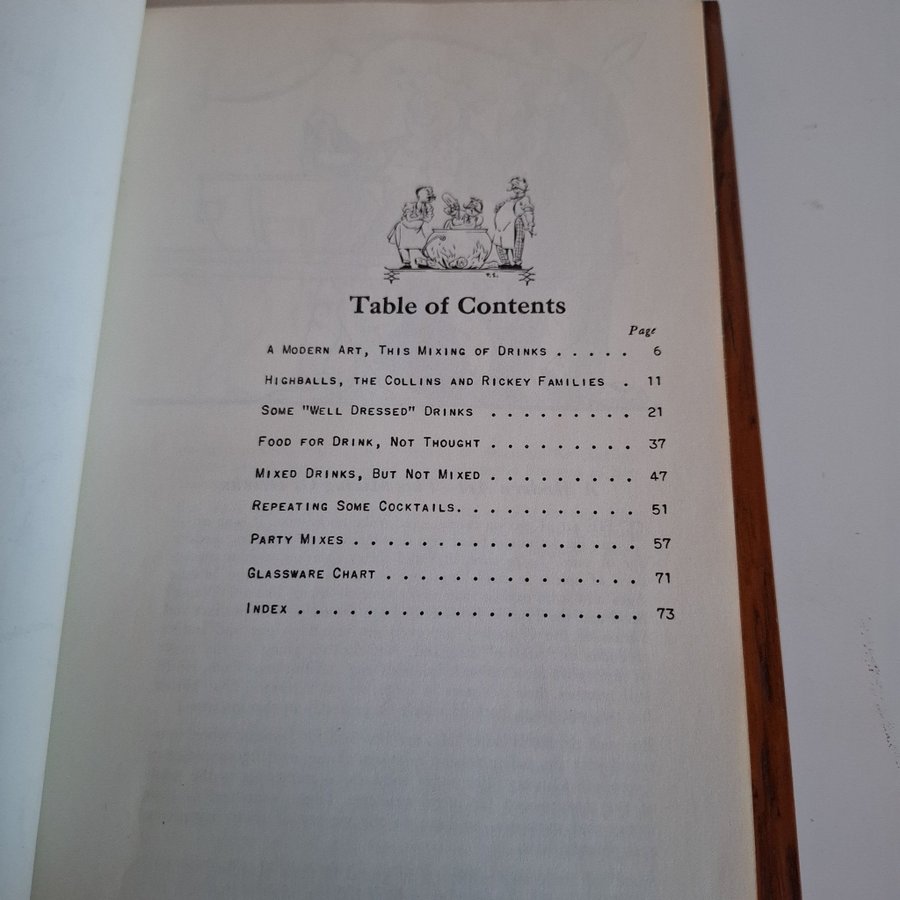 Table of Contents
Page
A MODERN ART, THIS MIXING OF DRINKS . . . . . 6
HIGHBALLS, THE COLLINS AND RICKEY FAMILIES . 11
SOME "WELL DRESSED" DRINKS . . . . . . . . . 21
FOOD FOR DRINK, NOT THOUGHT . . . . . . . . . 37
MIXED DRINKS, BUT NOT MIXED . . . . . . . . . 47
REPEATING SOME COCKTAILS. . . . . . . . . . . 51
PARTY MIXES . . . . . . . . . . . . . . . . . 57
GLASSWARE CHART . . . . . . . . . . . . . . . 71
INDEX . . . . . . . . . . . . . . . . . . . . 73